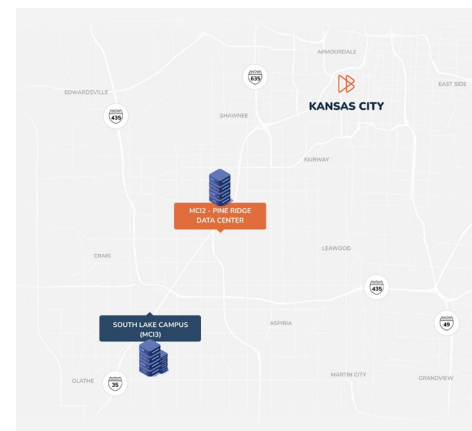 ARMOURDALE
635
EAST SIDE
EDWARDSVILLE
KANSAS CITY
435
SHAWNEE
FAIRWAY
MCI2 - PINE RIDGE
DATA CENTER
LEAWOOD
CRAIG
435
SOUTH LAKE CAMPUS
(MCI3)
ASPIRIA
49
MARTIN CITY
GRANDVIEW
OLATHE
35